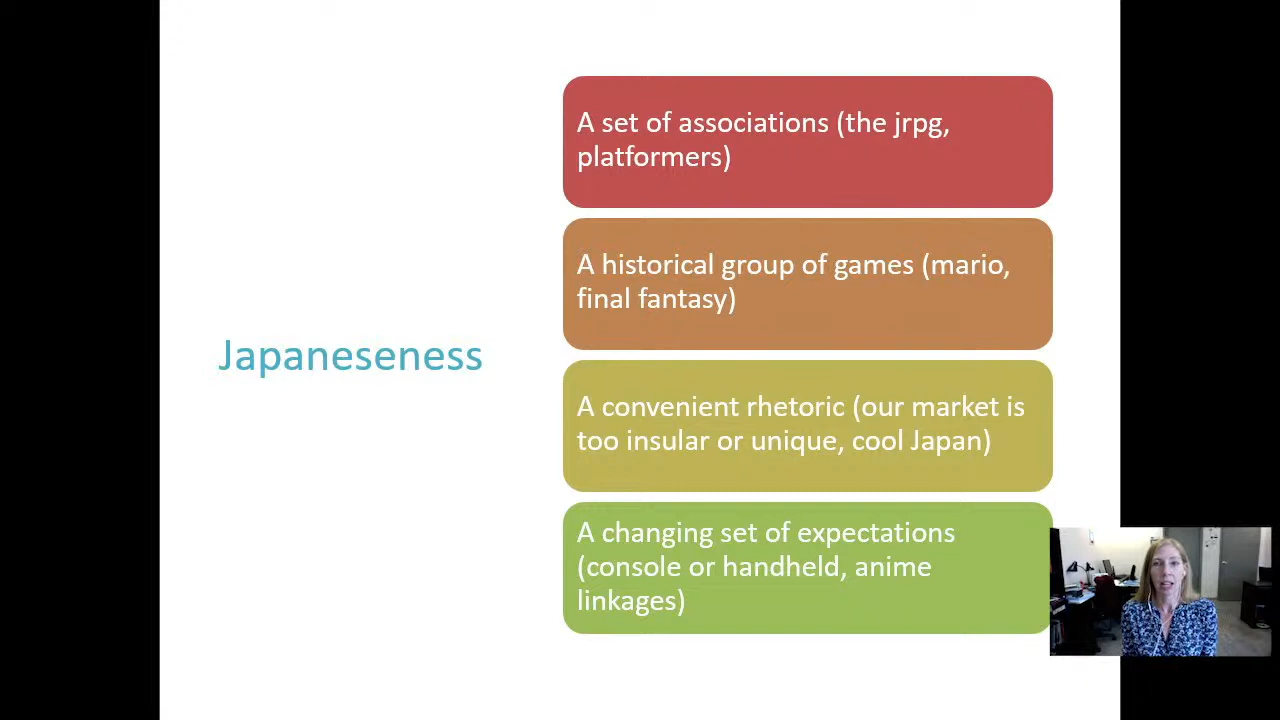 Japaneseness
A set of associations (the jrpg,
platformers)
A historical group of games (mario,
final fantasy)
A convenient rhetoric (our market is
too insular or unique, cool Japan)
A changing set of expectations
(console or handheld, anime
linkages)